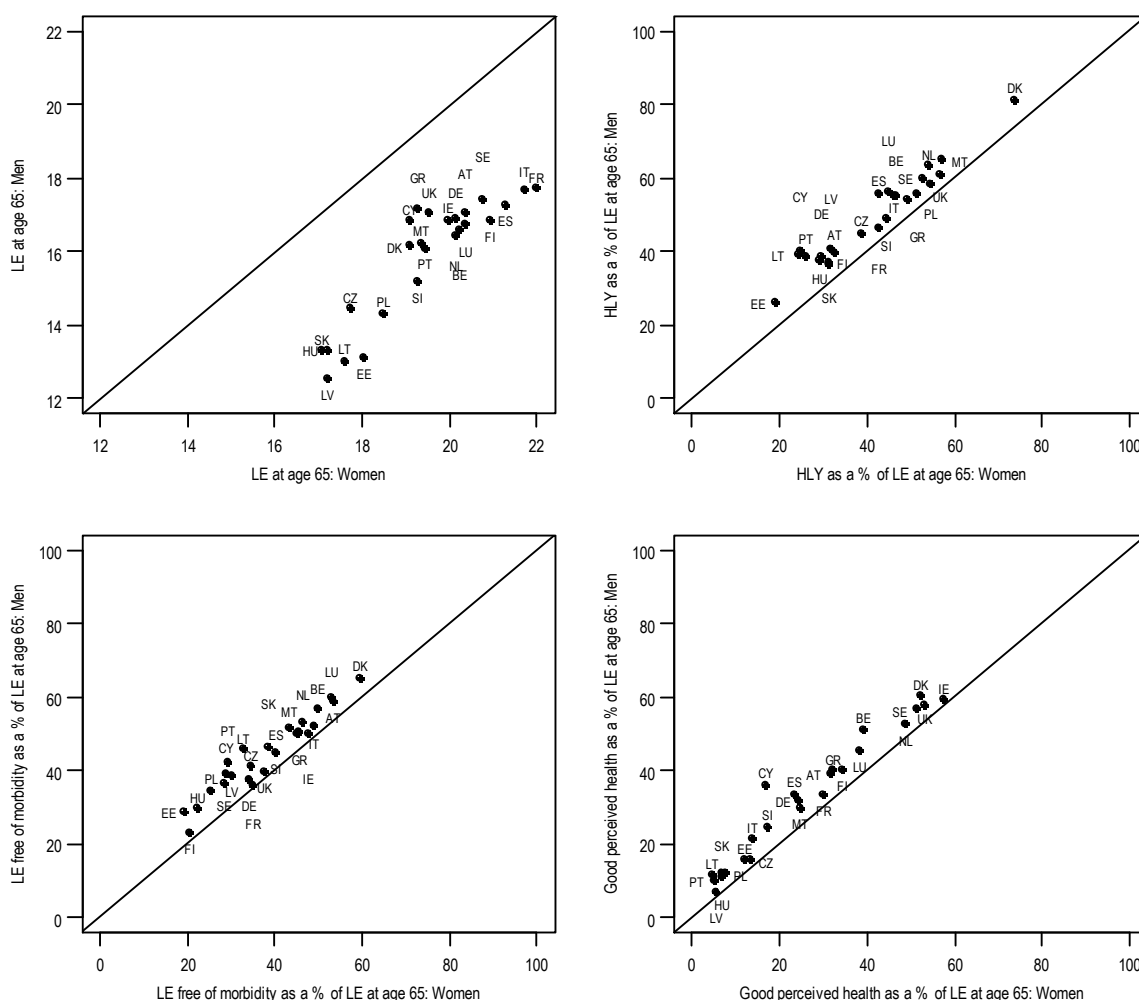 22
20
18
16
14
12
LE at age 65: Men
SE
GR
AT
IT
FR
UK
DE
CY
IE
ES
MT
FI
DK
LU
PT
NL
BE
SI
CZ
PL
SK
HU
LT
EE
LV
12
14
16
18
20
22
LE at age 65: Women
100
80
60
40
20
0
HLY as a % of LE at age 65: Men
DK
LU
NL
BE
MT
ES
SE
CY
LV
UK
DE
IT
PL
CZ
PT
AT
GR
SI
LT
FI
FR
HU
SK
EE
0
20
40
60
80
100
HLY as a % of LE at age 65: Women
100
80
60
40
20
0
LE free of morbidity as a % of LE at age 65: Men
DK
LU
BE
NL
SK
MT
AT
PT
LT
ES
IT
CY
CZ
GR
SI
PL
IE
UK
HU
LV
SE
DE
EE
FR
FI
0
20
40
60
80
100
LE free of morbidity as a % of LE at age 65: Women
100
80
60
40
20
0
Good perceived health as a % of LE at age 65: Men
DK
IE
SE
BE
UK
NL
GR
LU
CY
AT
ES
FI
DE
FR
SI
MT
IT
SK
EE
LT
CZ
PL
PT
HU
LV
0
20
40
60
80
100
Good perceived health as a % of LE at age 65: Women